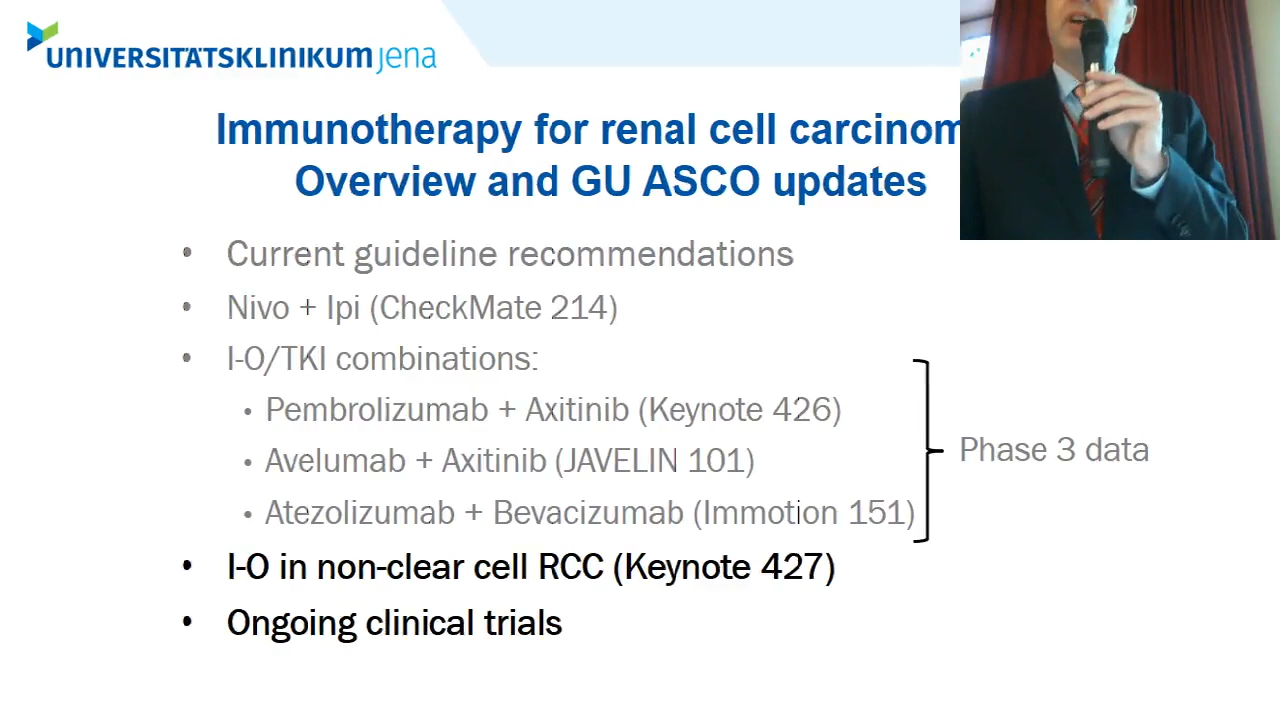 UNIVERSITÄTSKLINIKUM jena
Immunotherapy for renal cell carcinom
Overview and GU ASCO updates
• Current guideline recommendations
• Nivo + Ipi (CheckMate 214)
• I-O/TKI combinations:
• Pembrolizumab + Axitinib (Keynote 426)
• Avelumab + Axitinib (JAVELIN 101)
• Atezolizumab + Bevacizumab (Immotion 151)
Phase 3 data
• I-O in non-clear cell RCC (Keynote 427)
• Ongoing clinical trials